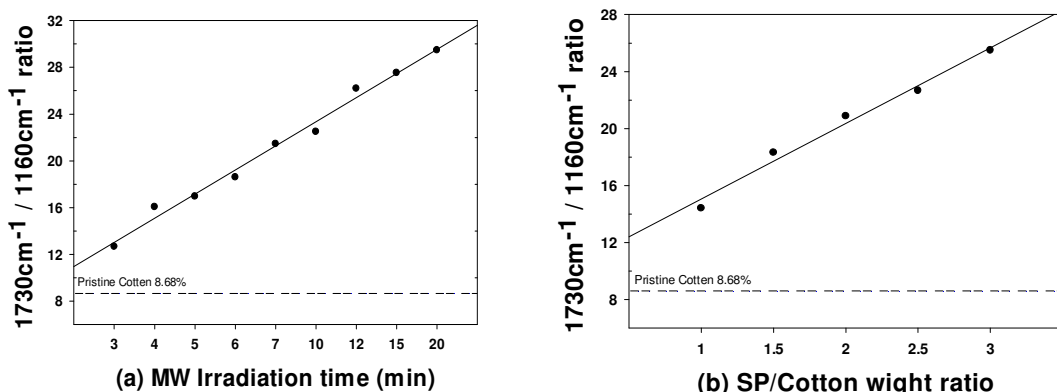 1730cm-1 / 1160cm-1 ratio
32
28
24
20
16
12
8
Pristine Cotten 8.68%
3 4 5 6 7 10 12 15 20
(a) MW Irradiation time (min)
1730cm-1 / 1160cm-1 ratio
28
24
20
16
12
8
Pristine Cotten 8.68%
1 1.5 2 2.5 3
(b) SP/Cotton wight ratio